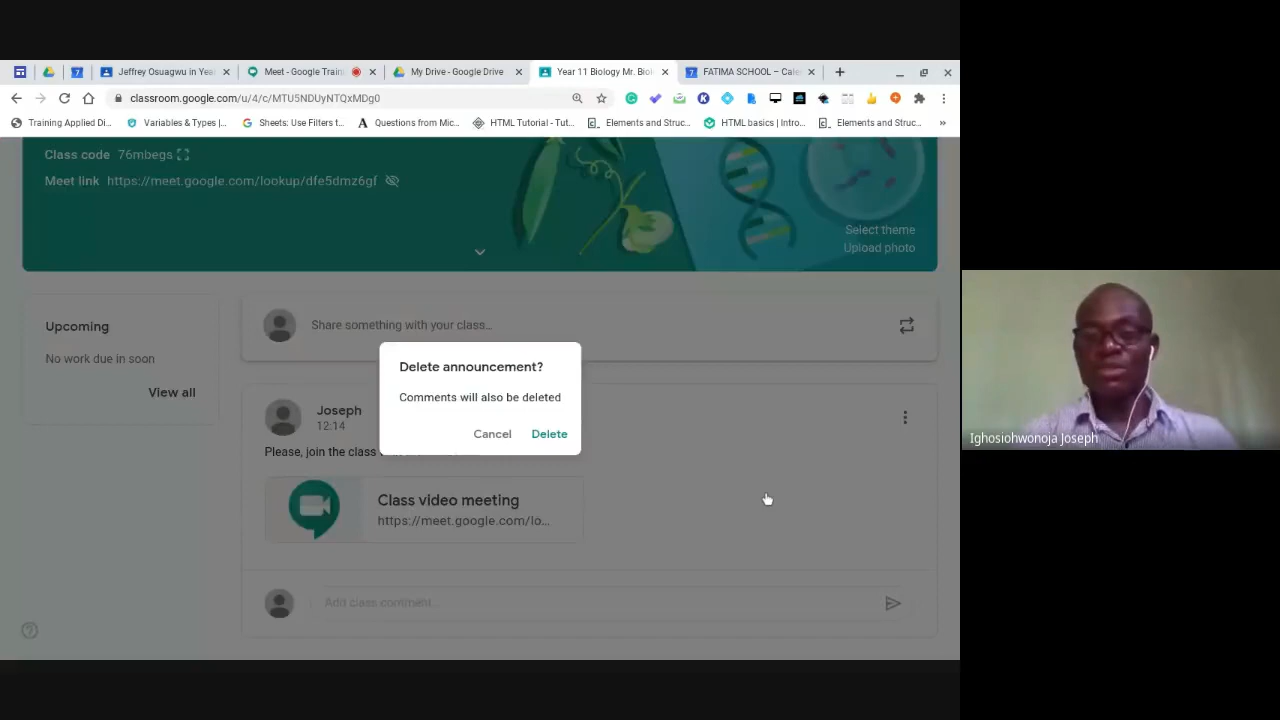 Jeffrey Osuagwu in Yea
Meet - Google Train
My Drive - Google Drive
Year 11 Biology Mr. Bio
FATIMA SCHOOL – Cale
classroom.google.com/u/4/c/MTU5NDUyNTQxMDg0
Training Applied Di...
Variables & Types |...
Sheets: Use Filters t...
Questions from Mic...
HTML Tutorial - Tut...
Elements and Struc...
HTML basics | Intro...
Elements and Struc...
Class code 76mbegs
Meet link https://meet.google.com/lookup/dfe5dmz6gf
Select theme
Upload photo
Upcoming
No work due in soon
View all
Share something with your class...
Delete announcement?
Comments will also be deleted
Cancel Delete
Joseph
12:14
Please, join the class
Class video meeting
https://meet.google.com/lo...
Add class comment...
Ighosiohwonoja Joseph